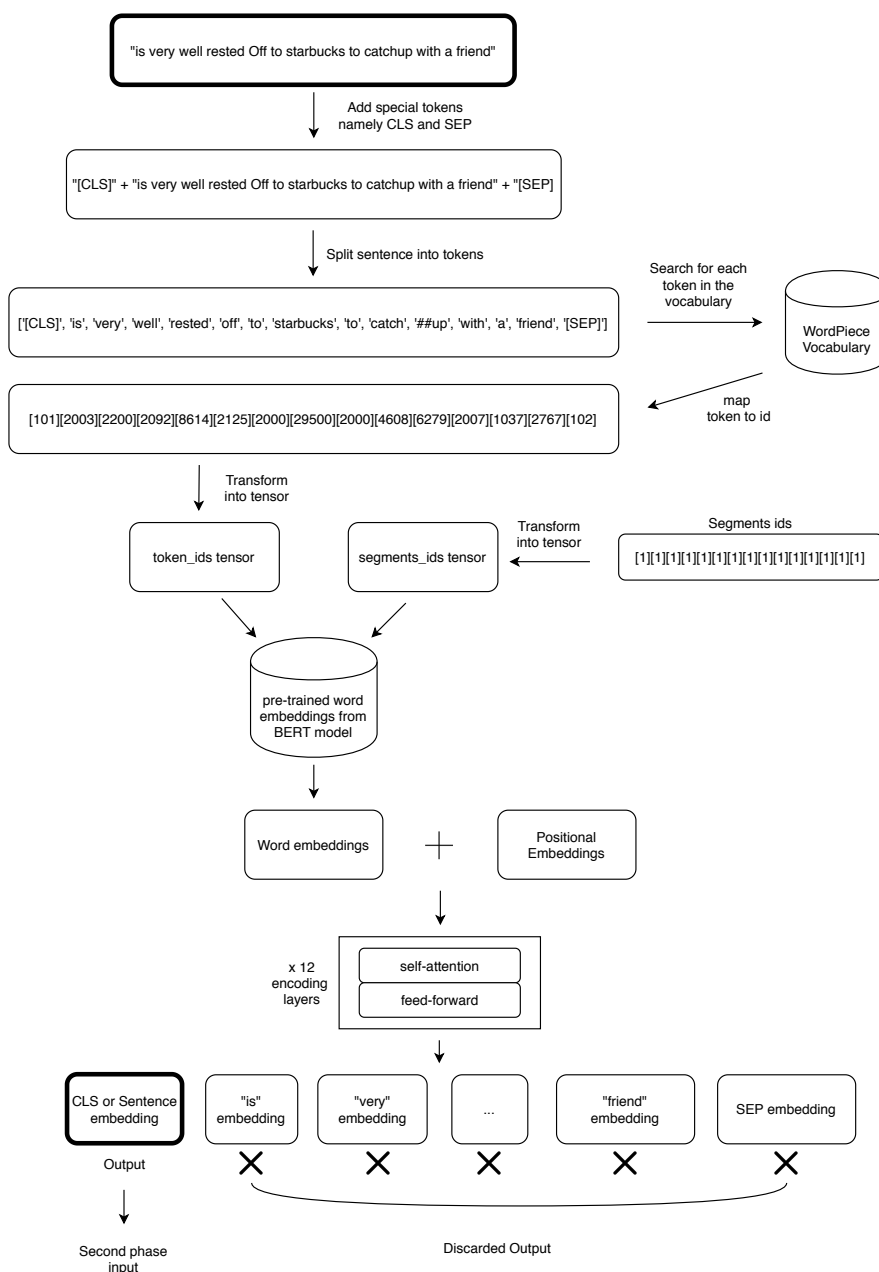 "is very well rested Off to starbucks to catchup with a friend"
Add special tokens
namely CLS and SEP
"[CLS]" + "is very well rested Off to starbucks to catchup with a friend" + "[SEP]
Split sentence into tokens
Search for each
token in the
vocabulary
['[CLS]', 'is', 'very', 'well', 'rested', 'off', 'to', 'starbucks', 'to', 'catch', '##up', 'with', 'a', 'friend', '[SEP]']
WordPiece
Vocabulary
map
token to id
[101][2003][2200][2092][8614][2125][2000][29500][2000][4608][6279][2007][1037][2767][102]
Transform
into tensor
Segments ids
Transform
into tensor
token_ids tensor
segments_ids tensor
[1][1][1][1][1][1][1][1][1][1][1][1][1][1][1]
pre-trained word
embeddings from
BERT model
Word embeddings
Positional
Embeddings
x 12
encoding
layers
self-attention
feed-forward
CLS or Sentence
embedding
"is"
embedding
"very"
embedding
...
"friend"
embedding
SEP embedding
Output
Discarded Output
Second phase
input